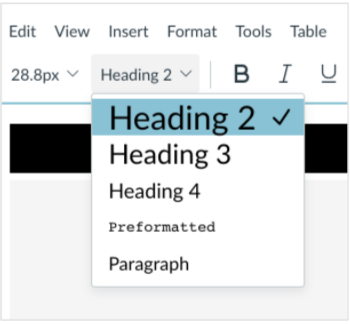 Edit View Insert Format Tools Table
28.8px Heading 2 B I U
Heading 2
Heading 3
Heading 4
Preformatted
Paragraph